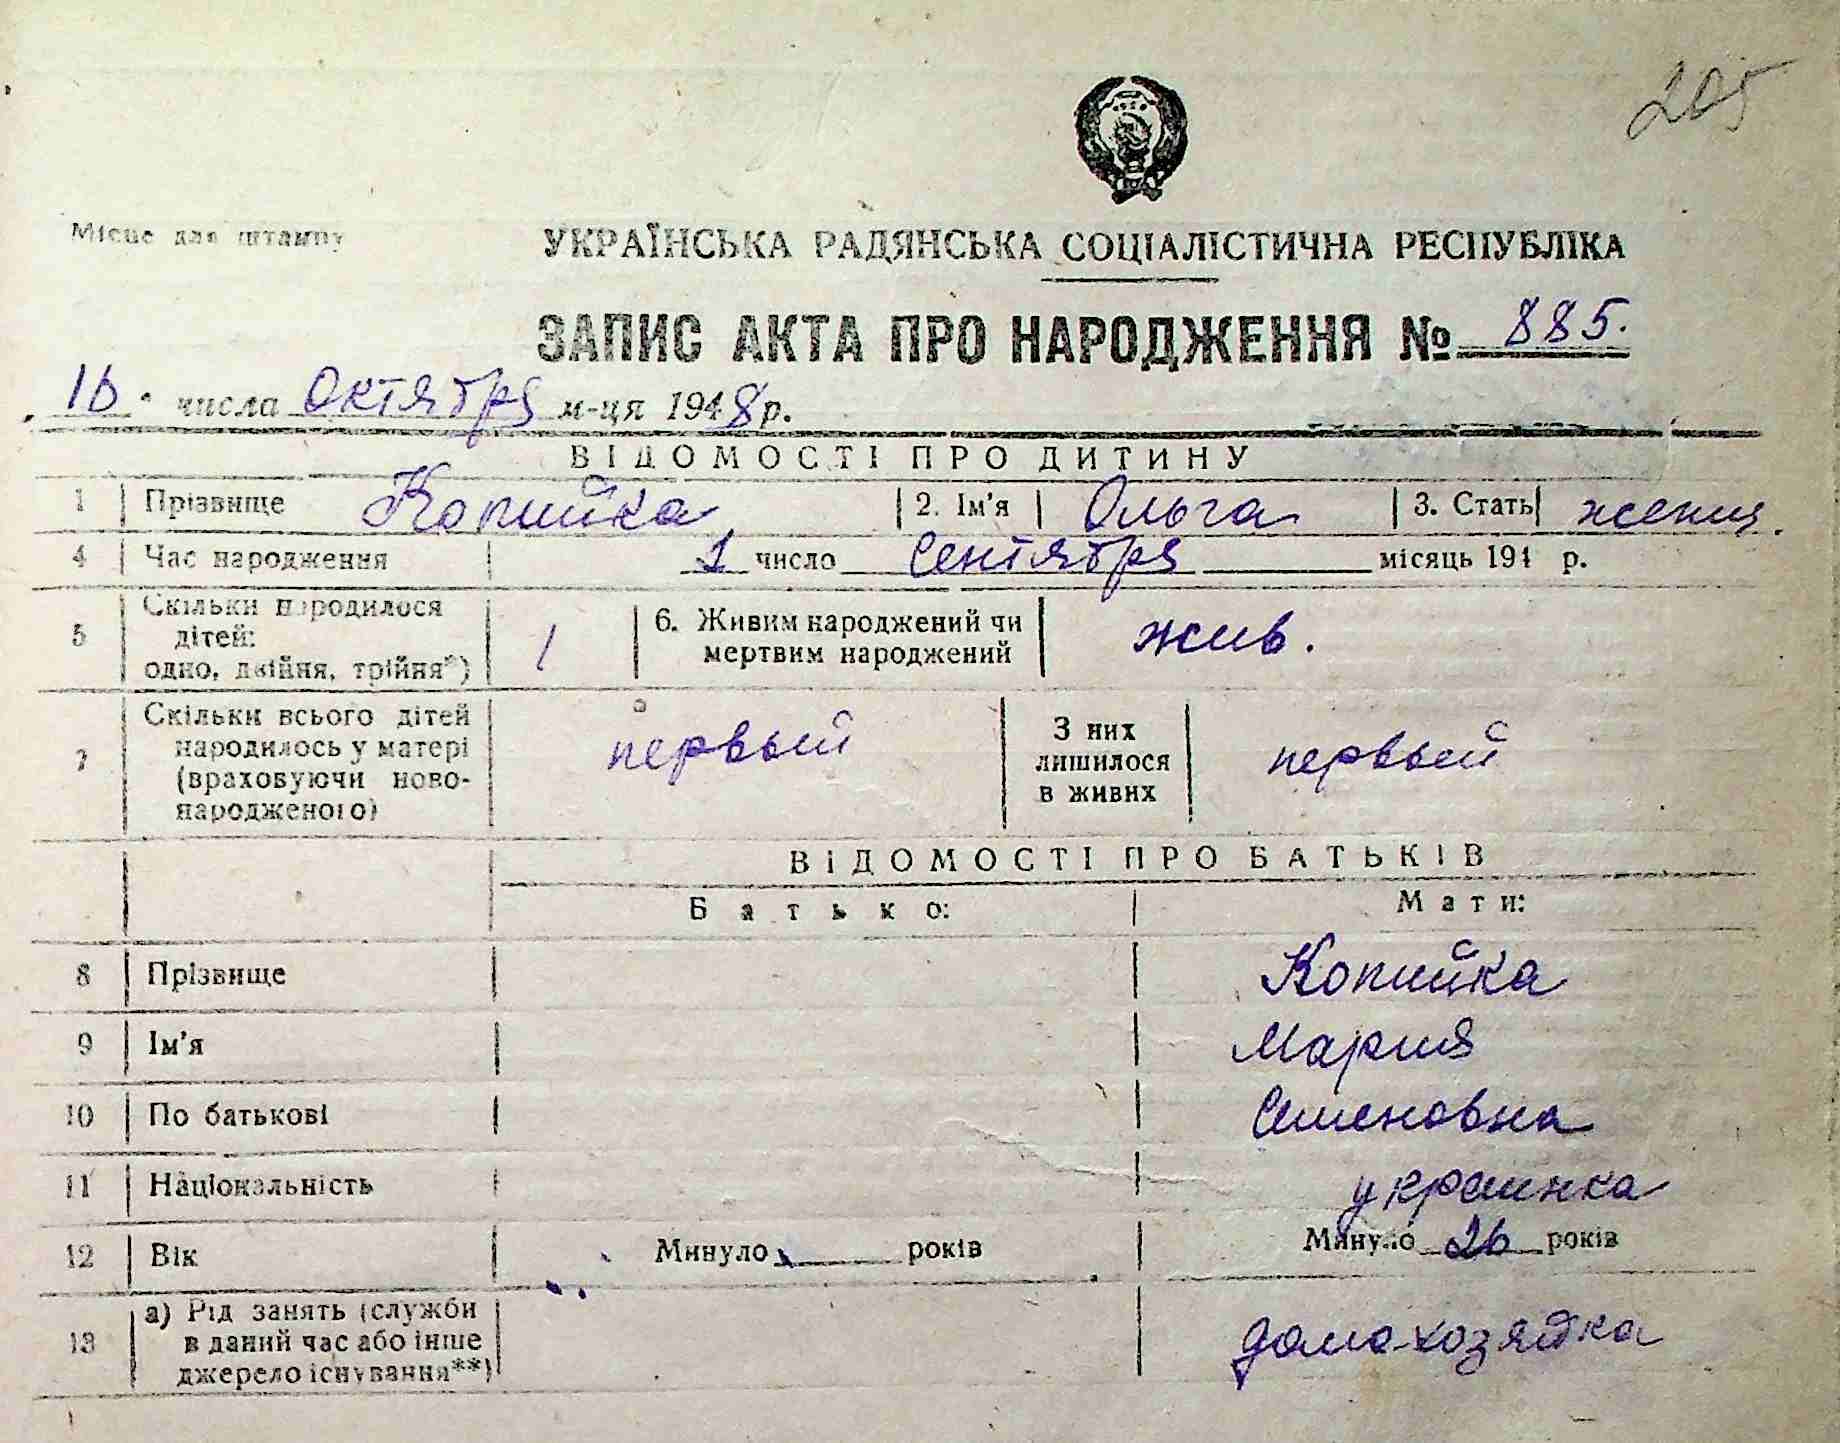 205
Місце для штампу
УКРАЇНСЬКА РАДЯНСЬКА СОЦІАЛІСТИЧНА РЕСПУБЛІКА
ЗАПИС АКТА ПРО НАРОДЖЕННЯ № 885.
16 числа Октября м-ця 1948 р.
ВІДОМОСТІ ПРО ДИТИНУ
1 Прізвище Копийка 2. Ім'я Ольга 3. Стать женщ.
4 Час народження 1 число Сентября місяць 194 р.
5 Скільки народилося
дітей:
одно, двійня, трійня*)
1
6. Живим народжений чи
мертвим народжений
жив.
7 Скільки всього дітей
народилось у матері
(враховуючи ново-
народженого)
первый
З них
лишилося
в живих
первый
ВІДОМОСТІ ПРО БАТЬКІВ
Батько: Мати:
8 Прізвище Копийка
9 Ім'я Мария
10 По батькові Семеновна
11 Національність украинка
12 Вік Минуло років Минуло 26 років
13 а) Рід занять (служби
в даний час або інше
джерело існування**)
домохозяйка